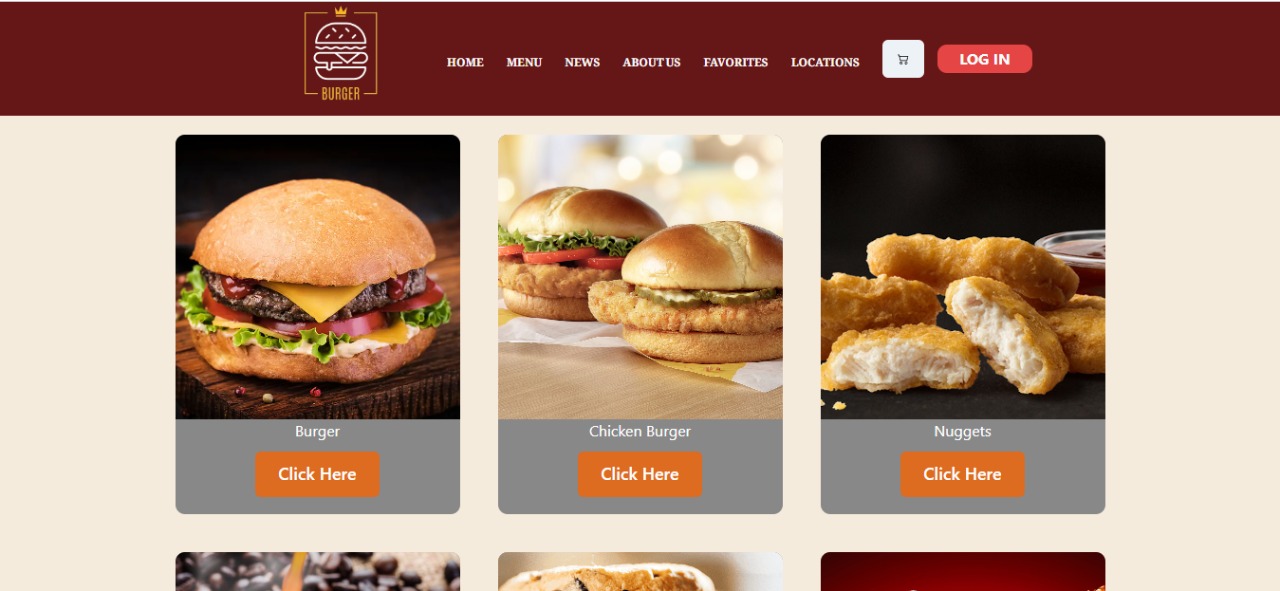 BURGER
HOME MENU NEWS ABOUT US FAVORITES LOCATIONS LOG IN
Burger Chicken Burger Nuggets
Click Here Click Here Click Here